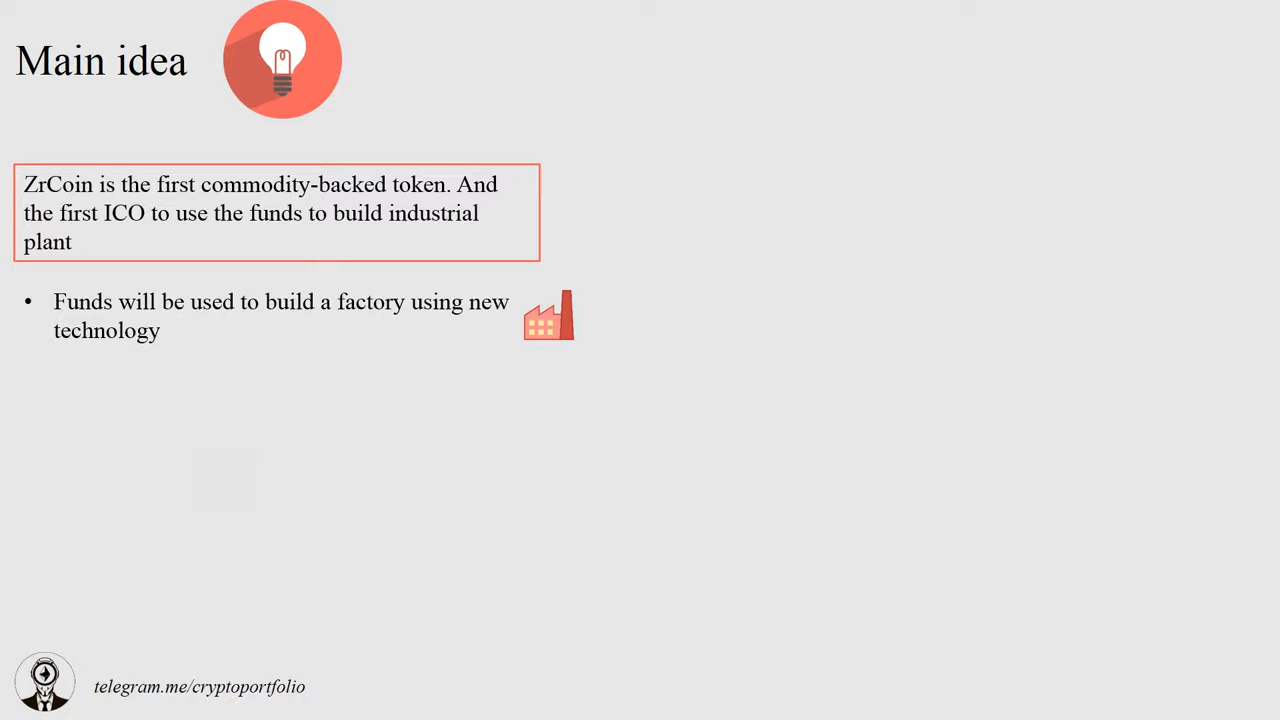 Main idea
ZrCoin is the first commodity-backed token. And
the first ICO to use the funds to build industrial
plant
• Funds will be used to build a factory using new
technology
telegram.me/cryptoportfolio